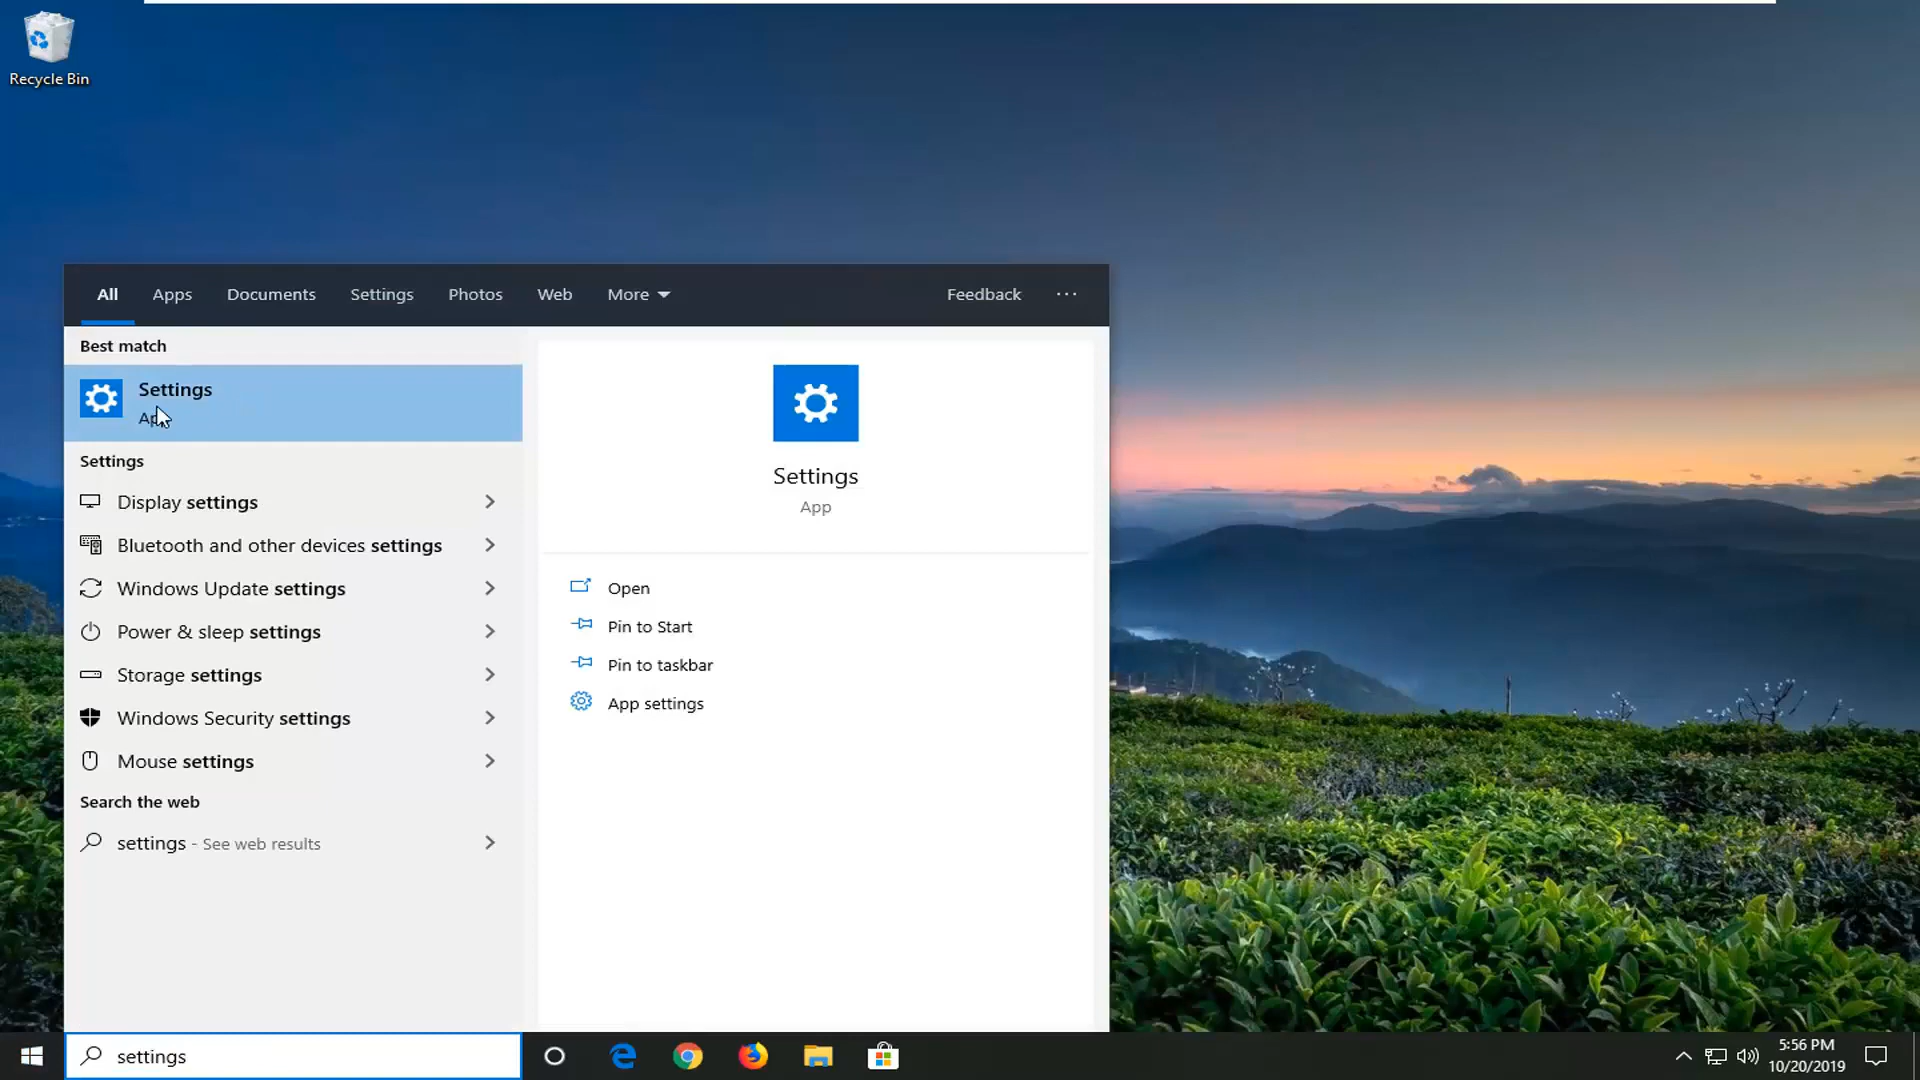 Recycle Bin
All Apps Documents Settings Photos Web More Feedback ...
Best match
Settings
App
Settings
Display settings
Bluetooth and other devices settings
Windows Update settings
Power & sleep settings
Storage settings
Windows Security settings
Mouse settings
Search the web
settings - See web results
Settings
App
Open
Pin to Start
Pin to taskbar
App settings
settings
5:56 PM
10/20/2019